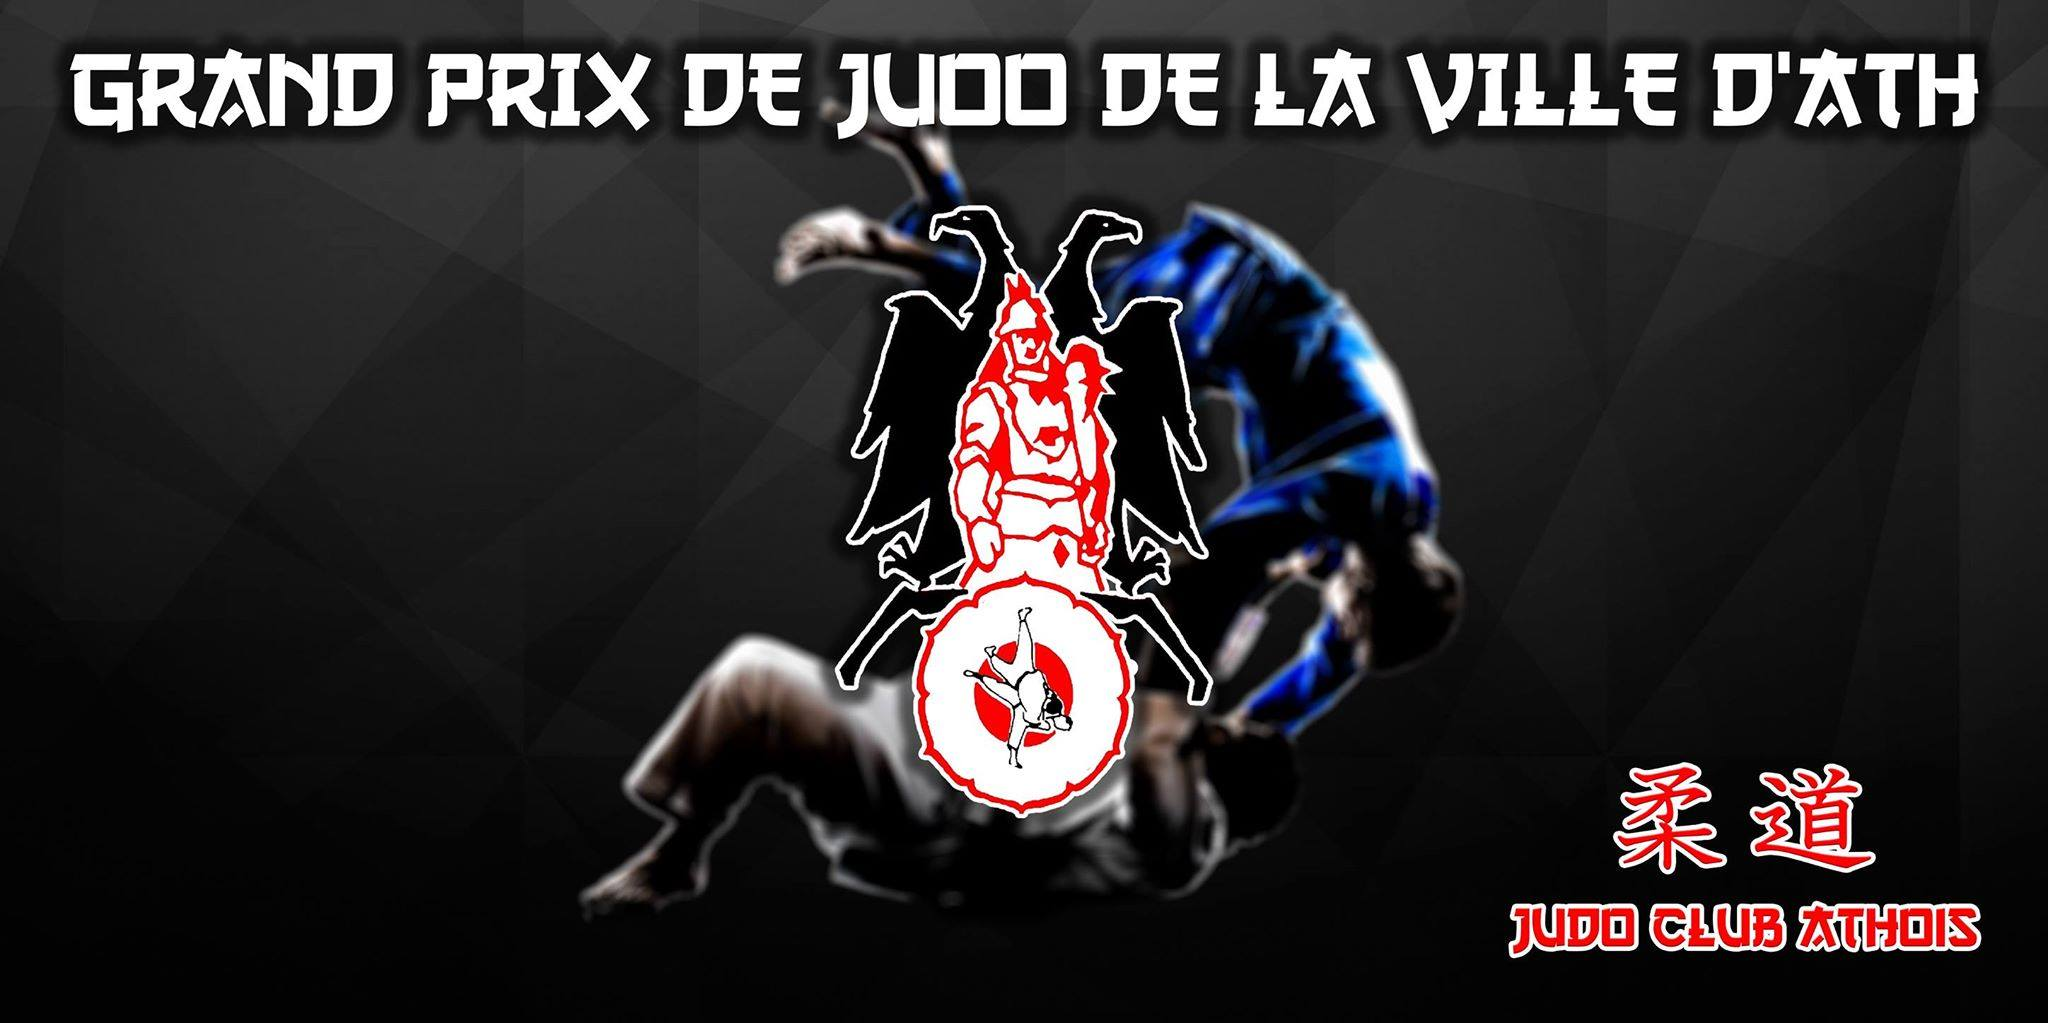 GRAND PRIX DE JUDO DE LA VILLE D'ATH
柔道
JUDO CLUB ATHOIS